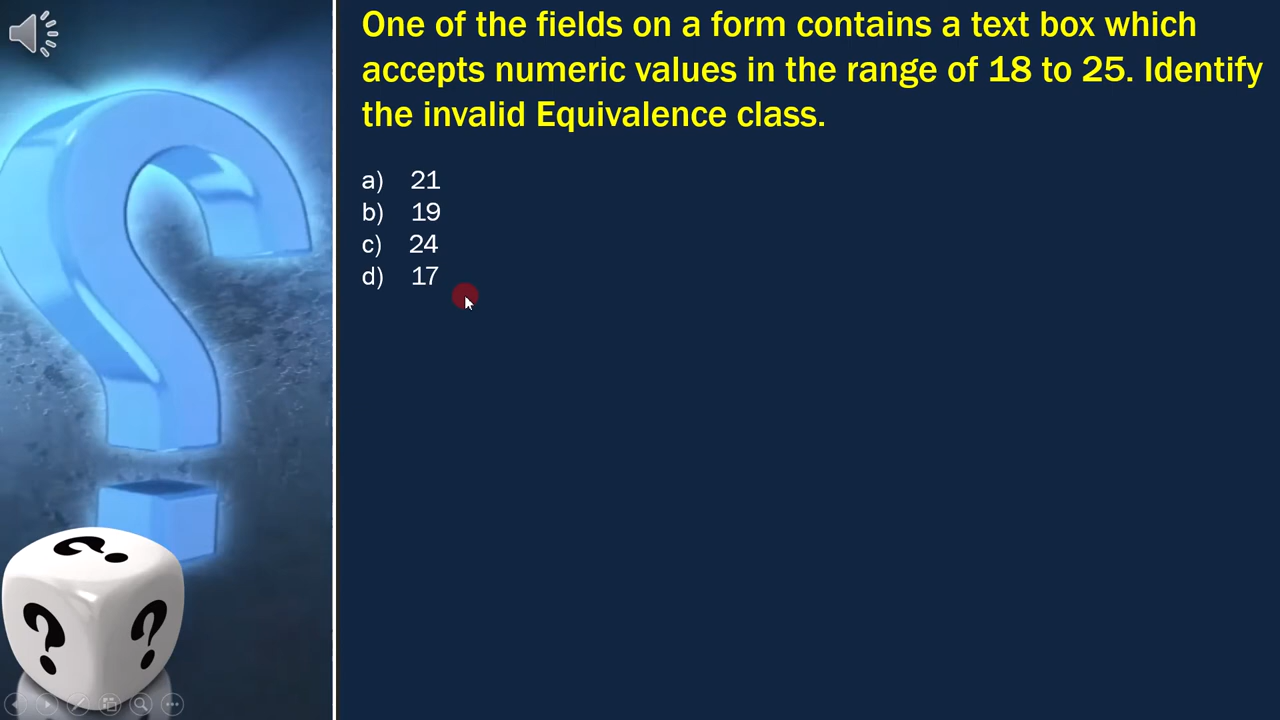 One of the fields on a form contains a text box which
accepts numeric values in the range of 18 to 25. Identify
the invalid Equivalence class.
a) 21
b) 19
c) 24
d) 17